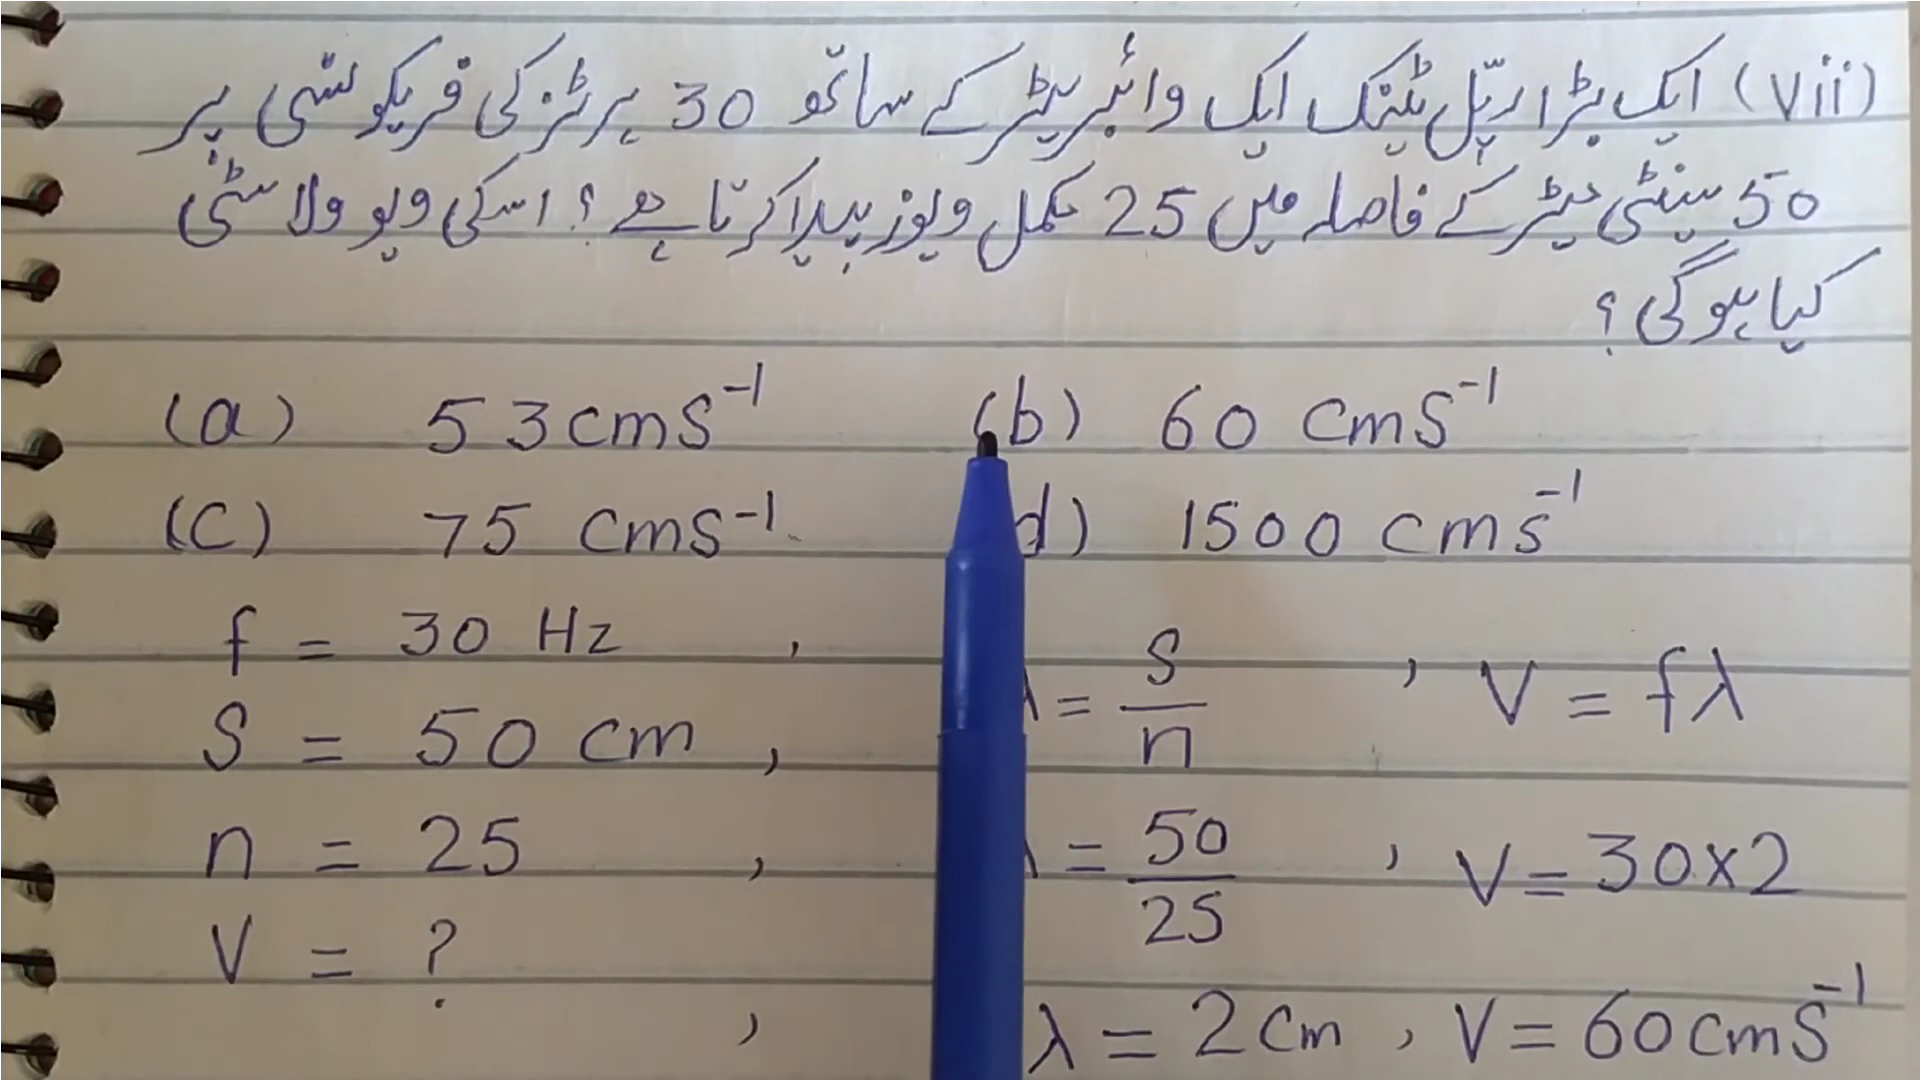 (vii) ایک بڑا رپّل ٹینک ایک وائبریٹر کے ساتھ 30 ہرٹز کی فریکوئنسی پر
50 سینٹی میٹر کے فاصلہ میں 25 مکمل ویوز پیدا کرتا ہے ؟ اسکی ویو ولاسٹی
کیا ہوگی ؟
(a) 53 cmS⁻¹ (b) 60 CmS⁻¹
(C) 75 CmS⁻¹ d) 1500 cms⁻¹
f = 30 Hz , λ = S/n , V = fλ
S = 50 cm ,
n = 25 , λ = 50/25 , V = 30×2
V = ?
, λ = 2 Cm , V = 60 cmS⁻¹